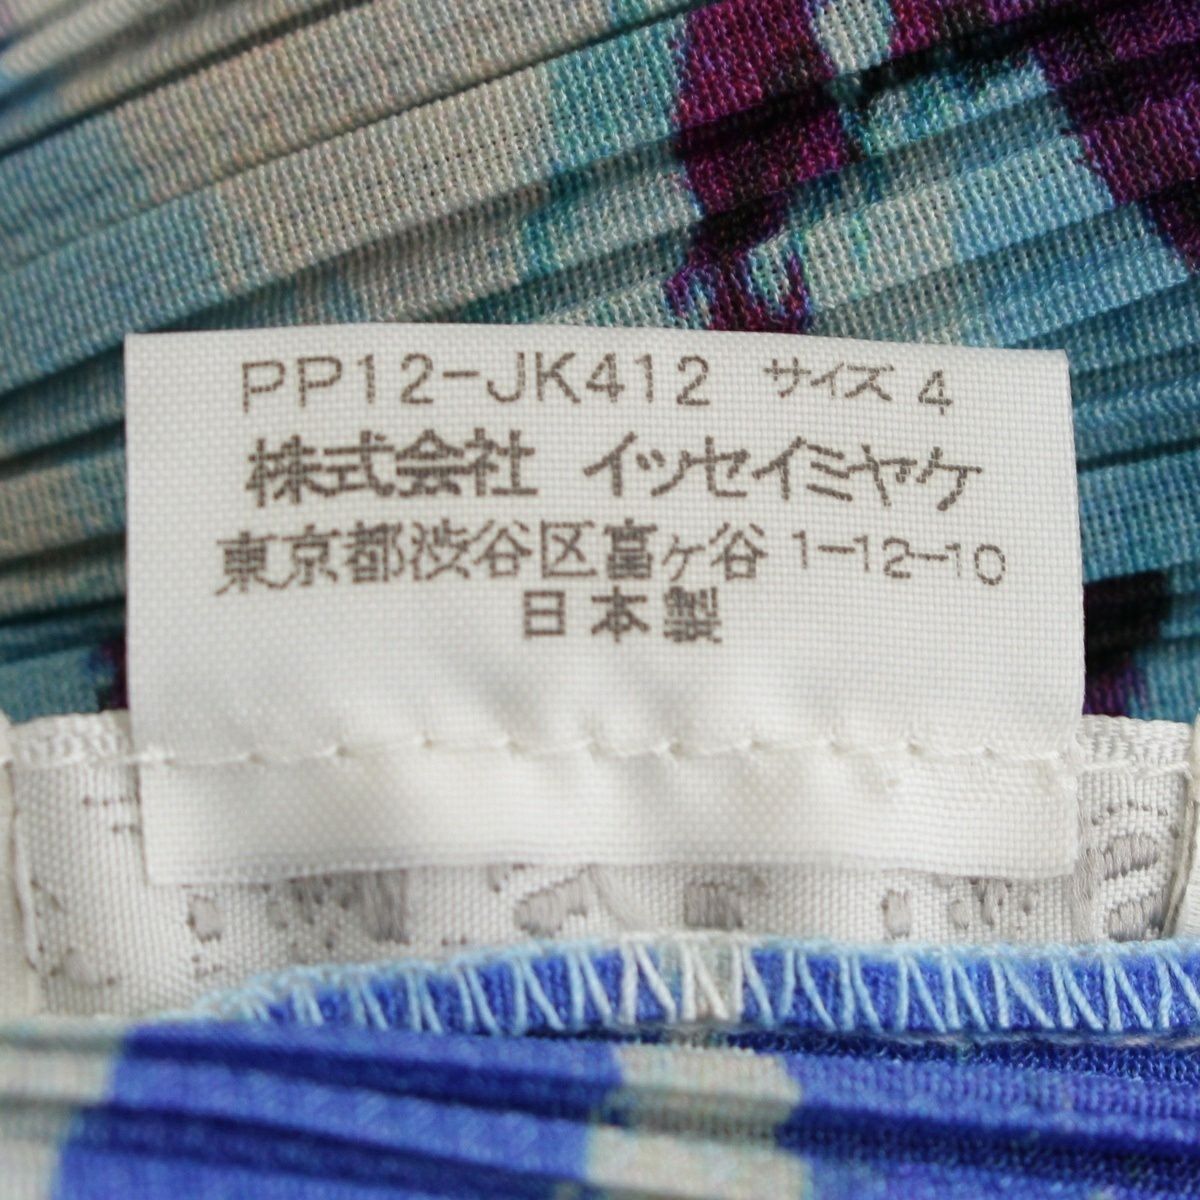 PP12-JK412 サイズ 4
株式会社 イッセイミヤケ
東京都渋谷区富ヶ谷 1-12-10
日本製